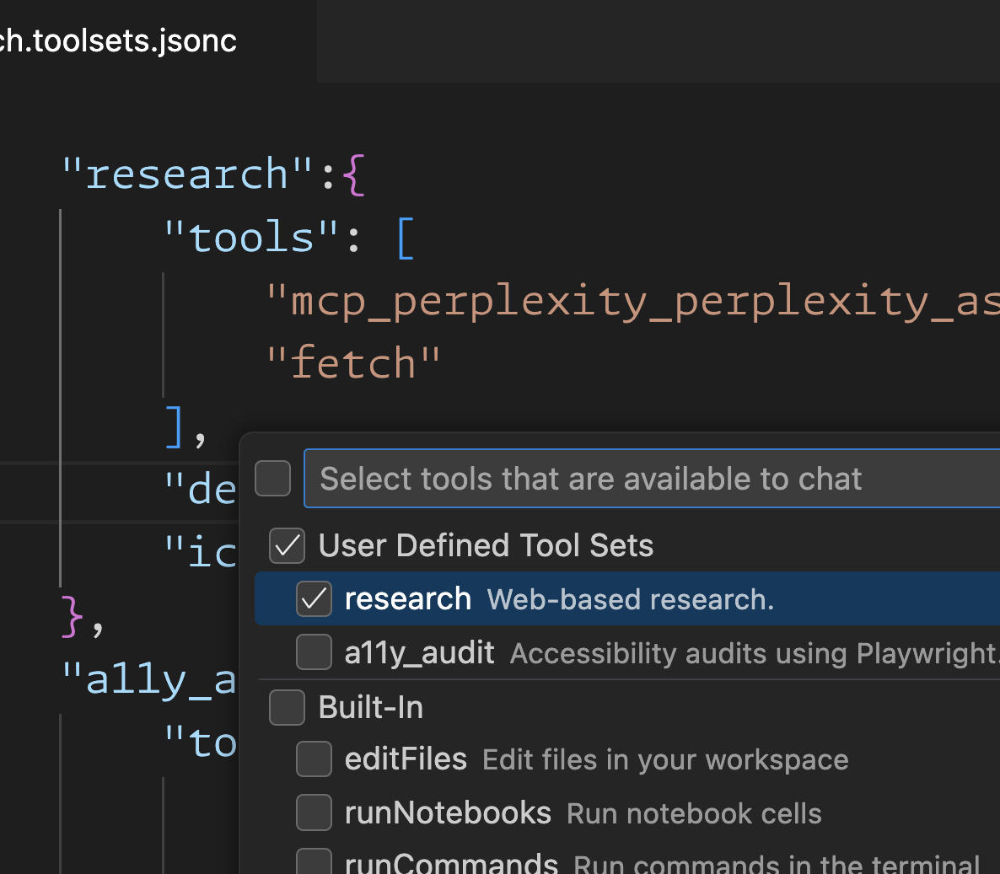 ch.toolsets.jsonc
"research":{
"tools": [
"mcp_perplexity_perplexity_as
"fetch"
],
"de
"ic
},
"a11y_a
"to
Select tools that are available to chat
User Defined Tool Sets
research Web-based research.
a11y_audit Accessibility audits using Playwright.
Built-In
editFiles Edit files in your workspace
runNotebooks Run notebook cells
runCommands Run commands in the terminal